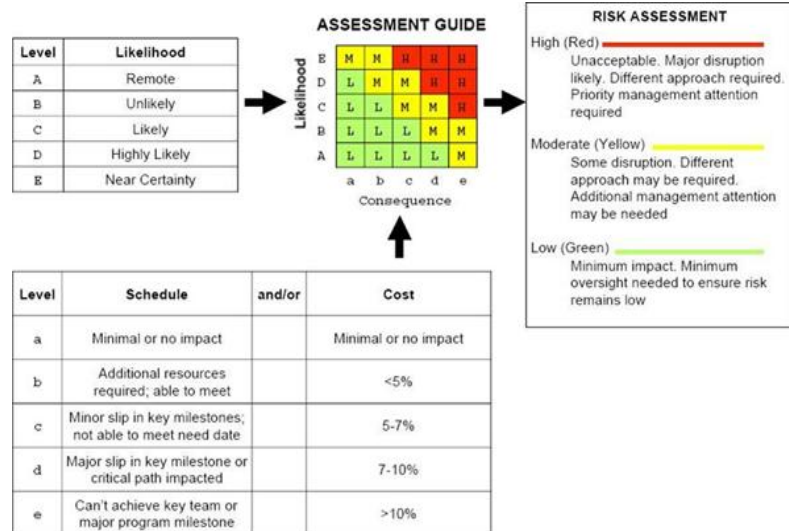 ASSESSMENT GUIDE
Level Likelihood
A Remote
B Unlikely
C Likely
D Highly Likely
E Near Certainty
Likelihood
E M M H H H
D L M M H H
C L L M M H
B L L L M M
A L L L L M
a b c d e
Consequence
RISK ASSESSMENT
High (Red)
Unacceptable. Major disruption
likely. Different approach required.
Priority management attention
required
Moderate (Yellow)
Some disruption. Different
approach may be required.
Additional management attention
may be needed
Low (Green)
Minimum impact. Minimum
oversight needed to ensure risk
remains low
Level Schedule and/or Cost
a Minimal or no impact Minimal or no impact
b Additional resources
required; able to meet <5%
c Minor slip in key milestones;
not able to meet need date 5-7%
d Major slip in key milestone or
critical path impacted 7-10%
e Can't achieve key team or
major program milestone >10%